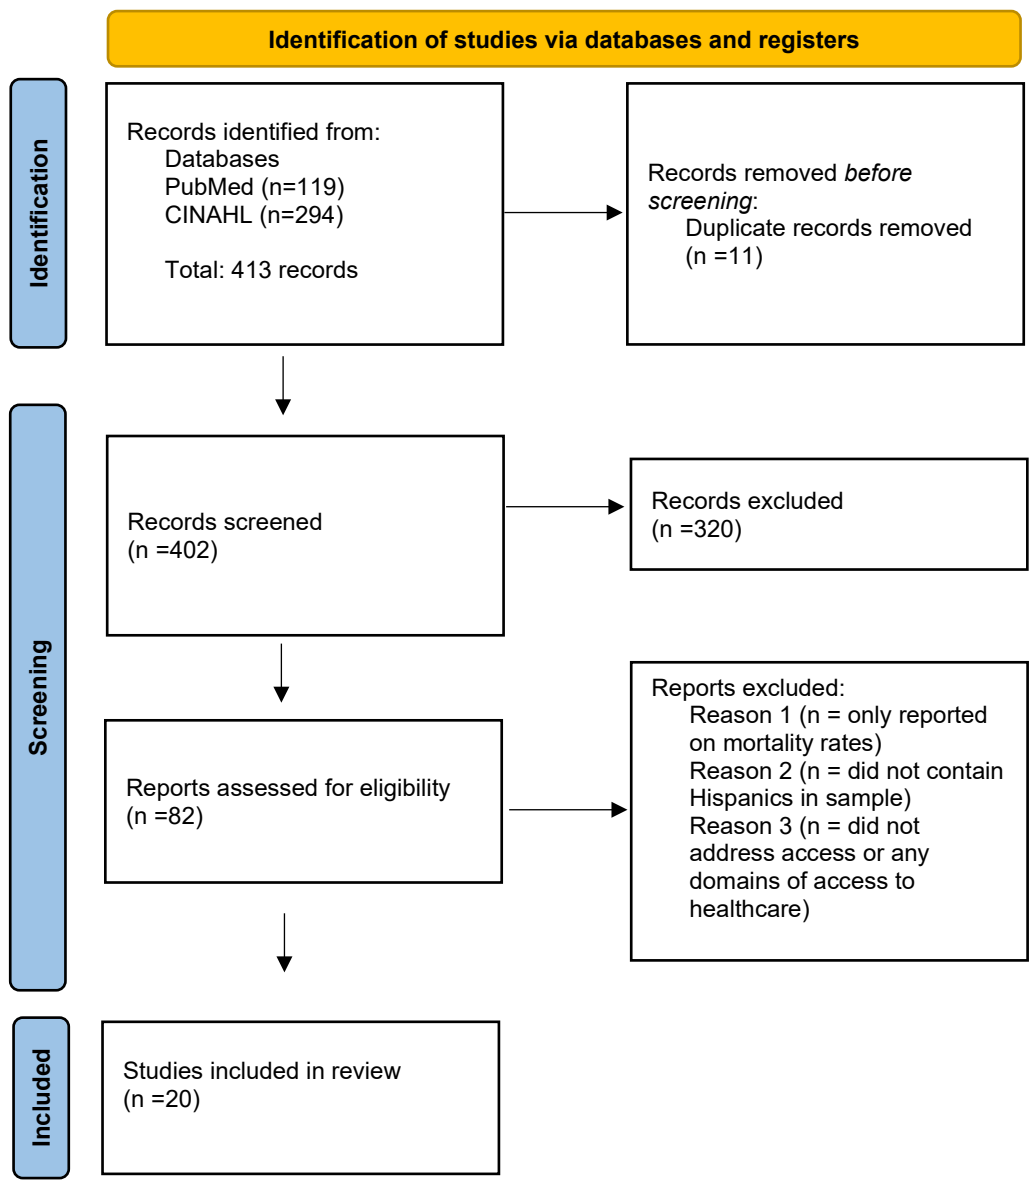 Identification of studies via databases and registers
Identification
Records identified from:
Databases
PubMed (n=119)
CINAHL (n=294)
Total: 413 records
Records removed before
screening:
Duplicate records removed
(n =11)
Screening
Records screened
(n =402)
Records excluded
(n =320)
Reports assessed for eligibility
(n =82)
Reports excluded:
Reason 1 (n = only reported
on mortality rates)
Reason 2 (n = did not contain
Hispanics in sample)
Reason 3 (n = did not
address access or any
domains of access to
healthcare)
Included
Studies included in review
(n =20)